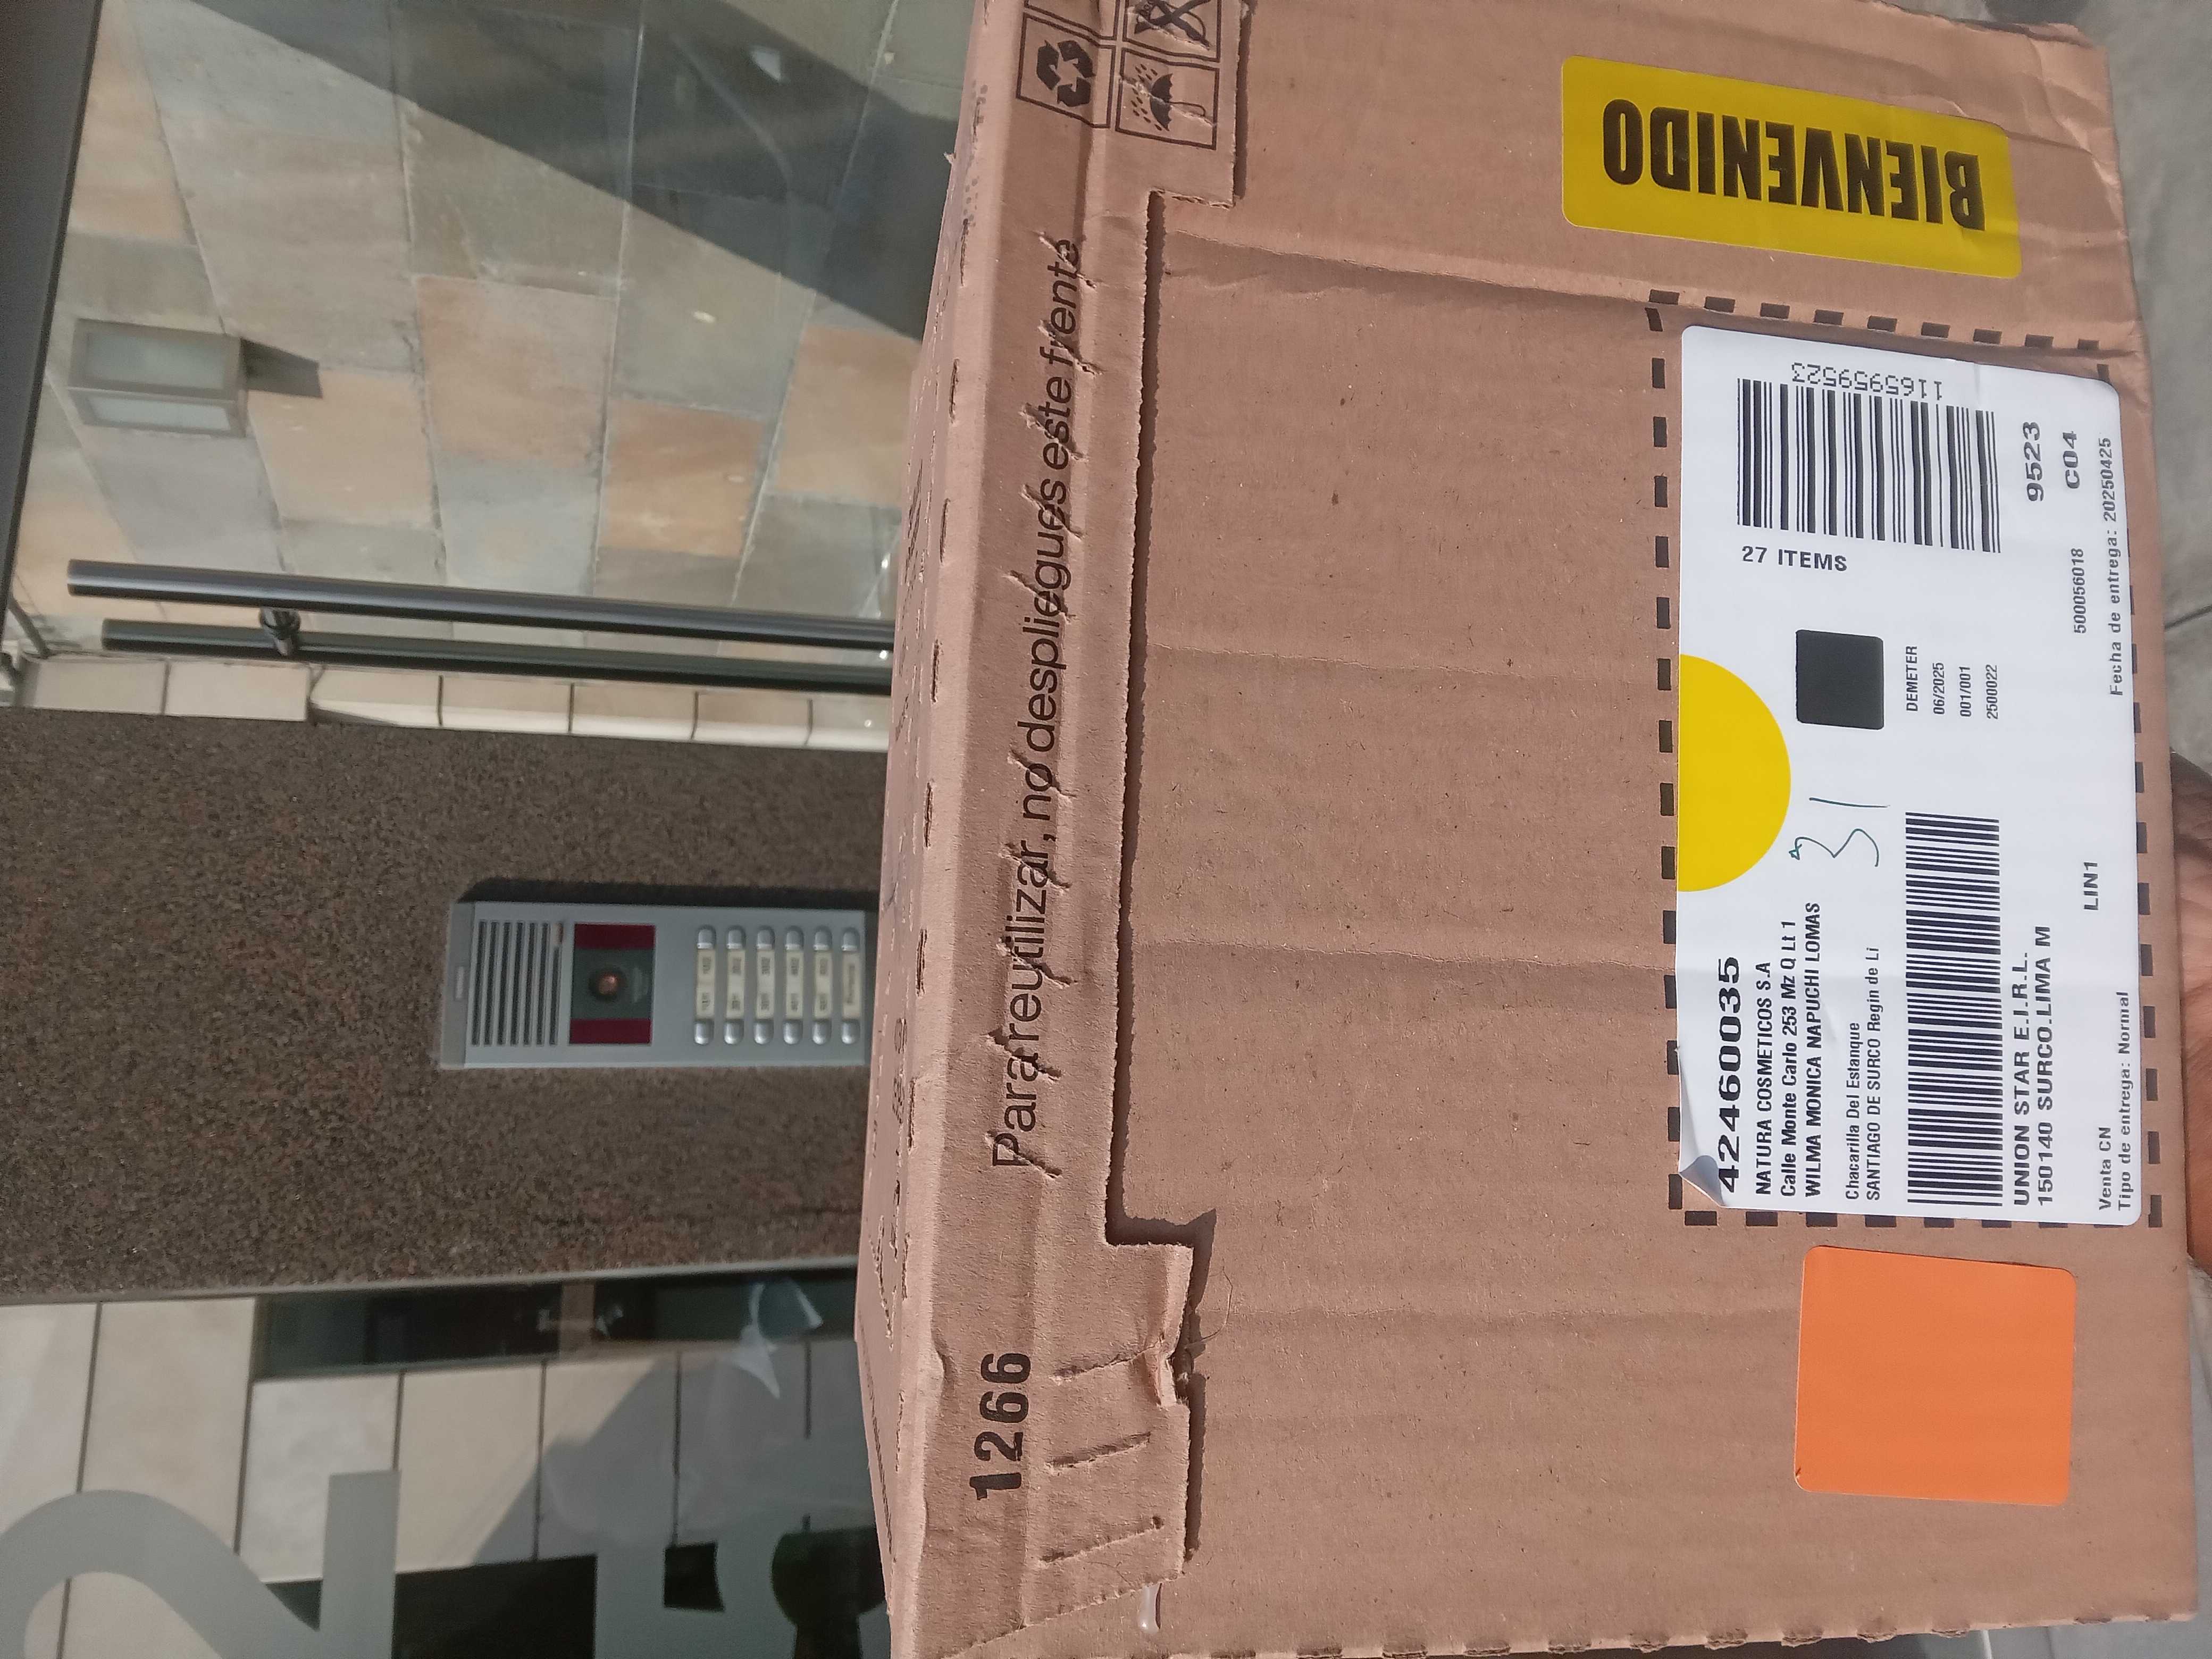 1266
Para reutilizar, no despliegues este frente
BIENVENIDO
42460035
NATURA COSMETICOS S.A
Calle Monte Carlo 253 Mz Q Lt 1
WILMA MONICA NAPUCHI LOMAS
Chacarilla Del Estanque
SANTIAGO DE SURCO Regin de Li
31
UNION STAR E.I.R.L.
150140 SURCO.LIMA M
LIN1
Venta CN
Tipo de entrega: Normal
27 ITEMS
1165959523
DEMETER
06/2025
001/001
2500022
9523
C04
500056018
Fecha de entrega: 20250425